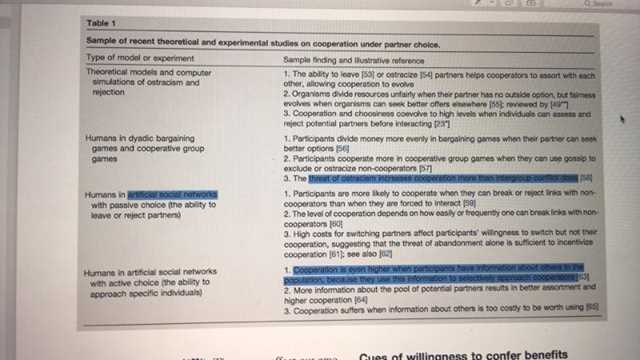 Search
Table 1
Sample of recent theoretical and experimental studies on cooperation under partner choice.
Type of model or experiment
Sample finding and illustrative reference
Theoretical models and computer
simulations of ostracism and
rejection
1. The ability to leave [53] or ostracize [54] partners helps cooperators to assort with each
other, allowing cooperation to evolve
2. Organisms divide resources unfairly when their partner has no outside option, but fairness
evolves when organisms can seek better offers elsewhere [55]; reviewed by [49**]
3. Cooperation and choosiness coevolve to high levels when individuals can assess and
reject potential partners before interacting [23*]
Humans in dyadic bargaining
games and cooperative group
games
1. Participants divide money more evenly in bargaining games when their partner can seek
better options [56]
2. Participants cooperate more in cooperative group games when they can use gossip to
exclude or ostracize non-cooperators [57]
3. The threat of ostracism increases cooperation more than intergroup conflict does [58]
Humans in artificial social networks
with passive choice (the ability to
leave or reject partners)
1. Participants are more likely to cooperate when they can break or reject links with non-
cooperators than when they are forced to interact [59]
2. The level of cooperation depends on how easily or frequently one can break links with non-
cooperators [60]
3. High costs for switching partners affect participants' willingness to switch but not their
cooperation, suggesting that the threat of abandonment alone is sufficient to incentivize
cooperation [61]; see also [62]
Humans in artificial social networks
with active choice (the ability to
approach specific individuals)
1. Cooperation is even higher when participants have information about others in the
population, because they use this information to selectively approach cooperators [63]
2. More information about the pool of potential partners results in better assortment and
higher cooperation [64]
3. Cooperation suffers when information about others is too costly to be worth using [65]
Cues of willingness to confer benefits